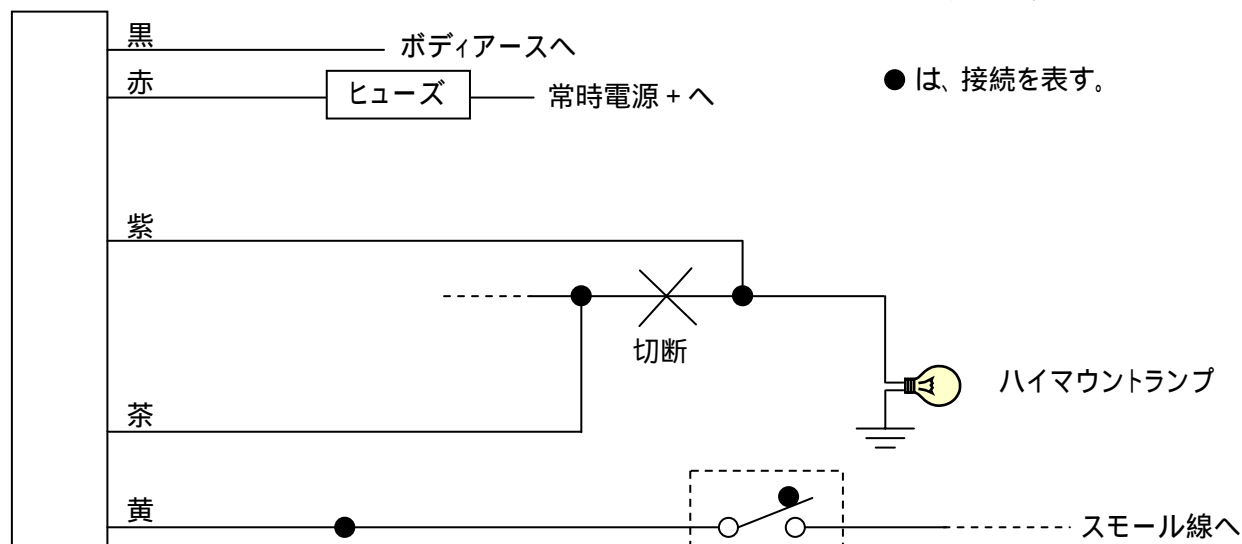 黒
ボディアースへ
赤
ヒューズ
常時電源 + へ
● は、接続を表す。
紫
切断
ハイマウントランプ
茶
黄
スモール線へ